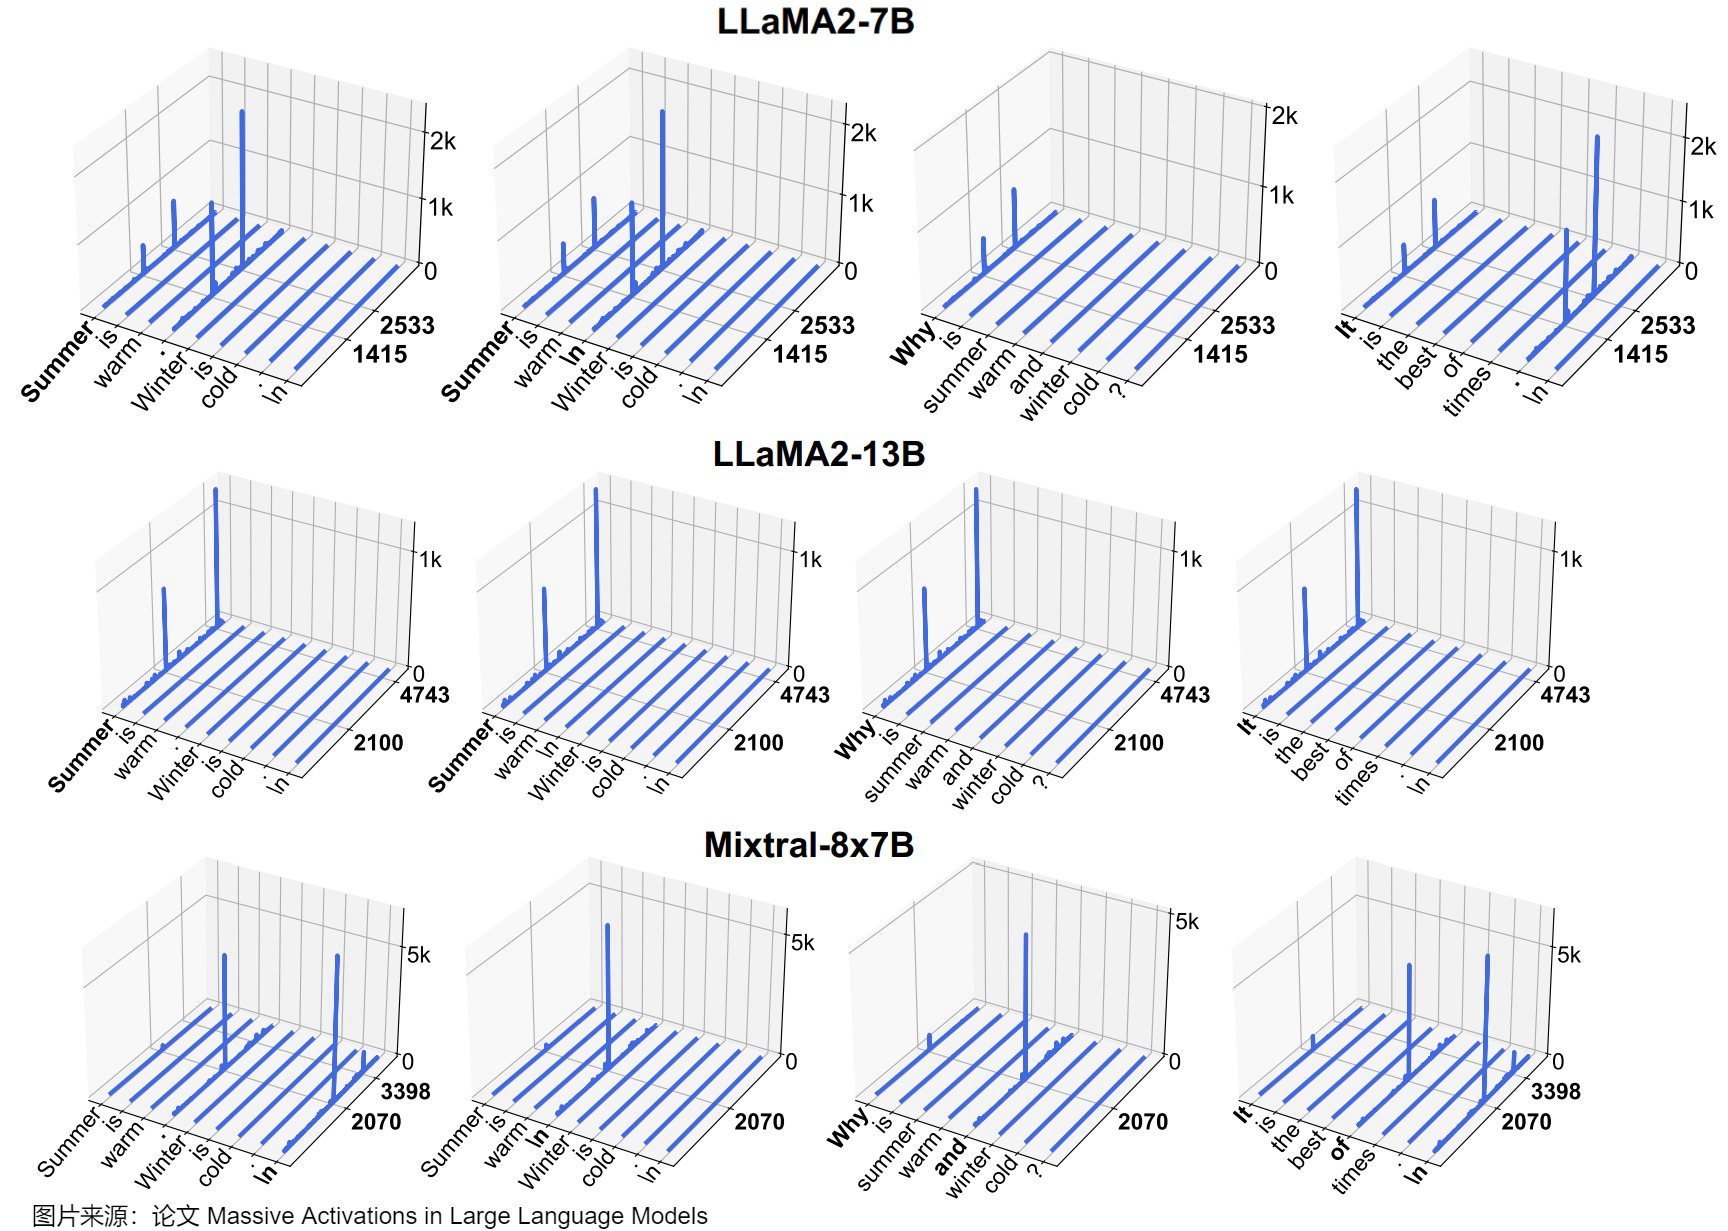 LLaMA2-7B
2k
1k
0
2533
1415
Summer
is
warm
.
Winter
is
cold
.
\n
2k
1k
0
2533
1415
Summer
is
warm
\n
Winter
is
cold
.
\n
2k
1k
0
2533
1415
Why
is
summer
warm
and
winter
cold
?
2k
1k
0
2533
1415
It
is
the
best
of
times
.
\n
LLaMA2-13B
1k
0
4743
2100
Summer
is
warm
.
Winter
is
cold
.
\n
1k
0
4743
2100
Summer
is
warm
\n
Winter
is
cold
.
\n
1k
0
4743
2100
Why
is
summer
warm
and
winter
cold
?
1k
0
4743
2100
It
is
the
best
of
times
.
\n
Mixtral-8x7B
5k
0
3398
2070
Summer
is
warm
.
Winter
is
cold
.
\n
5k
0
2070
Summer
is
warm
\n
Winter
is
cold
.
\n
5k
0
2070
Why
is
summer
warm
and
winter
cold
?
5k
0
3398
2070
It
is
the
best
of
times
.
\n
图片来源：论文 Massive Activations in Large Language Models